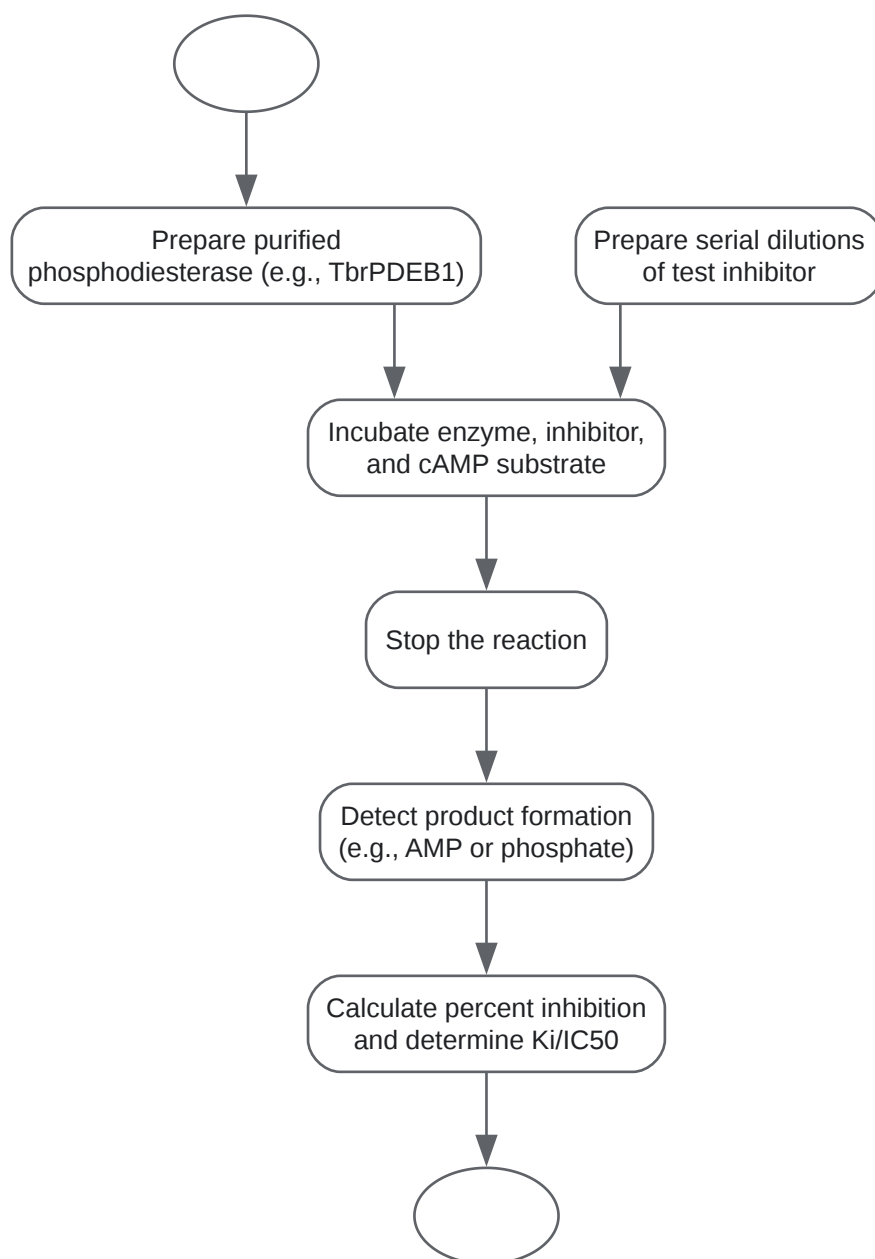 Prepare purified
phosphodiesterase (e.g., TbrPDEB1)
Prepare serial dilutions
of test inhibitor
Incubate enzyme, inhibitor,
and cAMP substrate
Stop the reaction
Detect product formation
(e.g., AMP or phosphate)
Calculate percent inhibition
and determine Ki/IC50